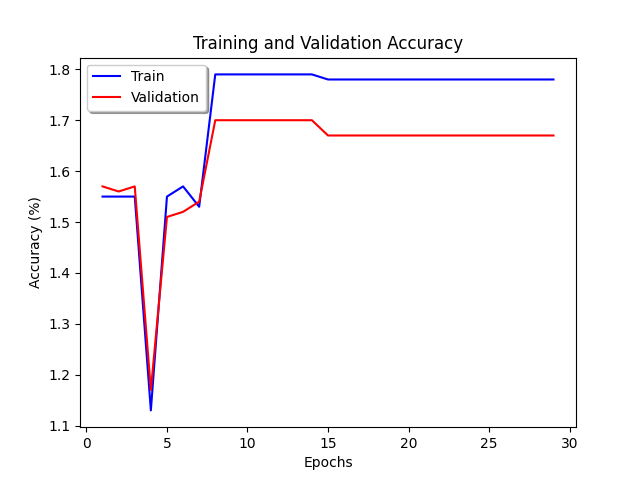 Training and Validation Accuracy
Train
Validation
Accuracy (%)
1.8
1.7
1.6
1.5
1.4
1.3
1.2
1.1
0 5 10 15 20 25 30
Epochs